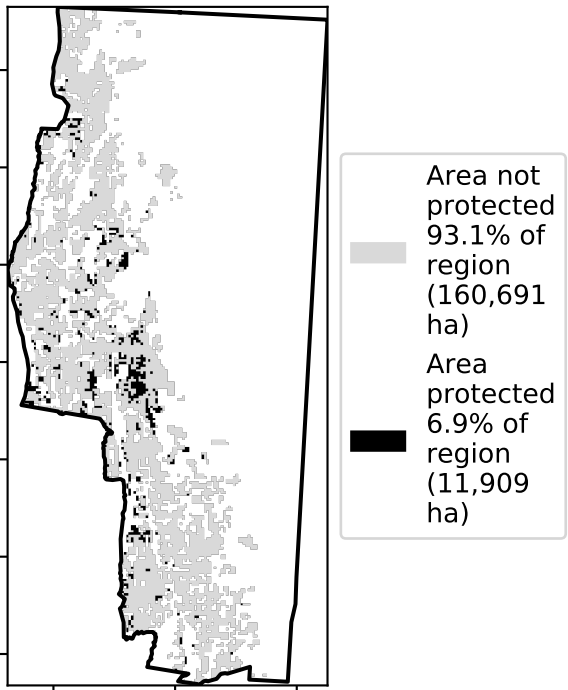 Area not
protected
93.1% of
region
(160,691
ha)
Area
protected
6.9% of
region
(11,909
ha)